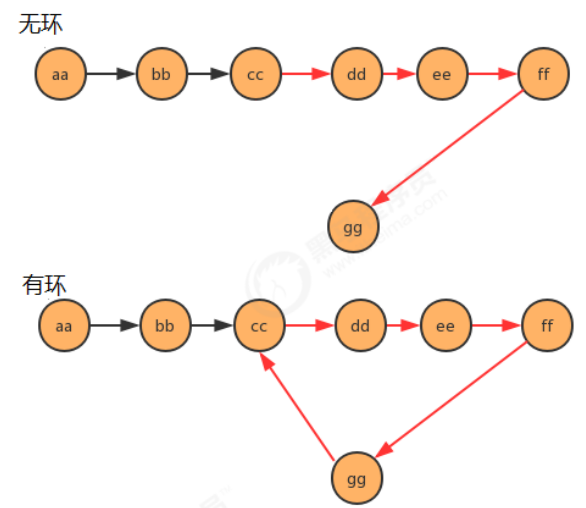 无环
aa bb cc dd ee ff
gg
有环
aa bb cc dd ee ff
gg